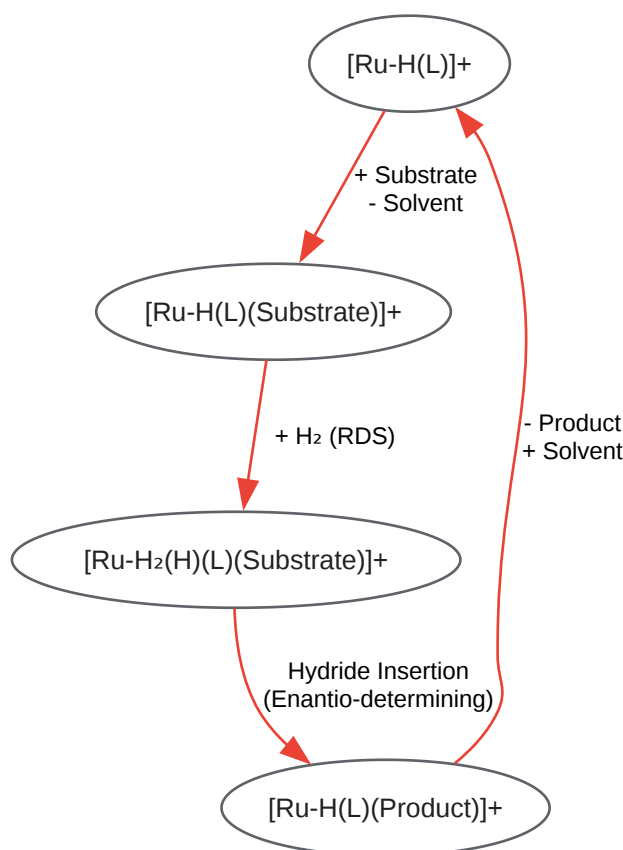 [Ru-H(L)]+
+ Substrate
- Solvent
[Ru-H(L)(Substrate)]+
+ H₂ (RDS)
- Product
+ Solvent
[Ru-H₂(H)(L)(Substrate)]+
Hydride Insertion
(Enantio-determining)
[Ru-H(L)(Product)]+